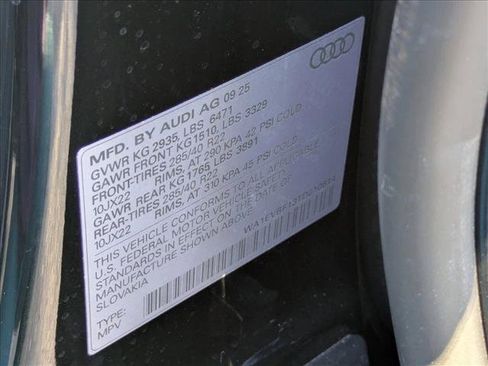 MFD. BY AUDI AG 09 25
GVWR KG 2935, LBS 6471
GAWR FRONT KG1510, LBS 3329
FRONT-TIRES 285/40 R22
10JX22 RIMS, AT 290 KPA 42 PSI COLD
GAWR REAR KG 1765 LBS 3891
REAR-TIRES 285/40 R22
10JX22 RIMS, AT 310 KPA 45 PSI COLD
THIS VEHICLE CONFORMS TO ALL APPLICABLE
U.S. FEDERAL MOTOR VEHICLE SAFETY
STANDARDS IN EFFECT ON THE DATE OF
MANUFACTURE SHOWN ABOVE.
SLOVAKIA
TYPE:
MPV